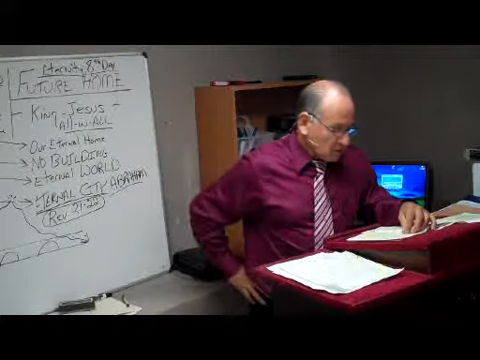 Eternity 8th Day
FUTURE HOME
King Jesus
All-in-All
Our Eternal Home
NO BUILDING
ETERNAL WORLD
ETERNAL CITY ABRAHAM
Rev 21-22